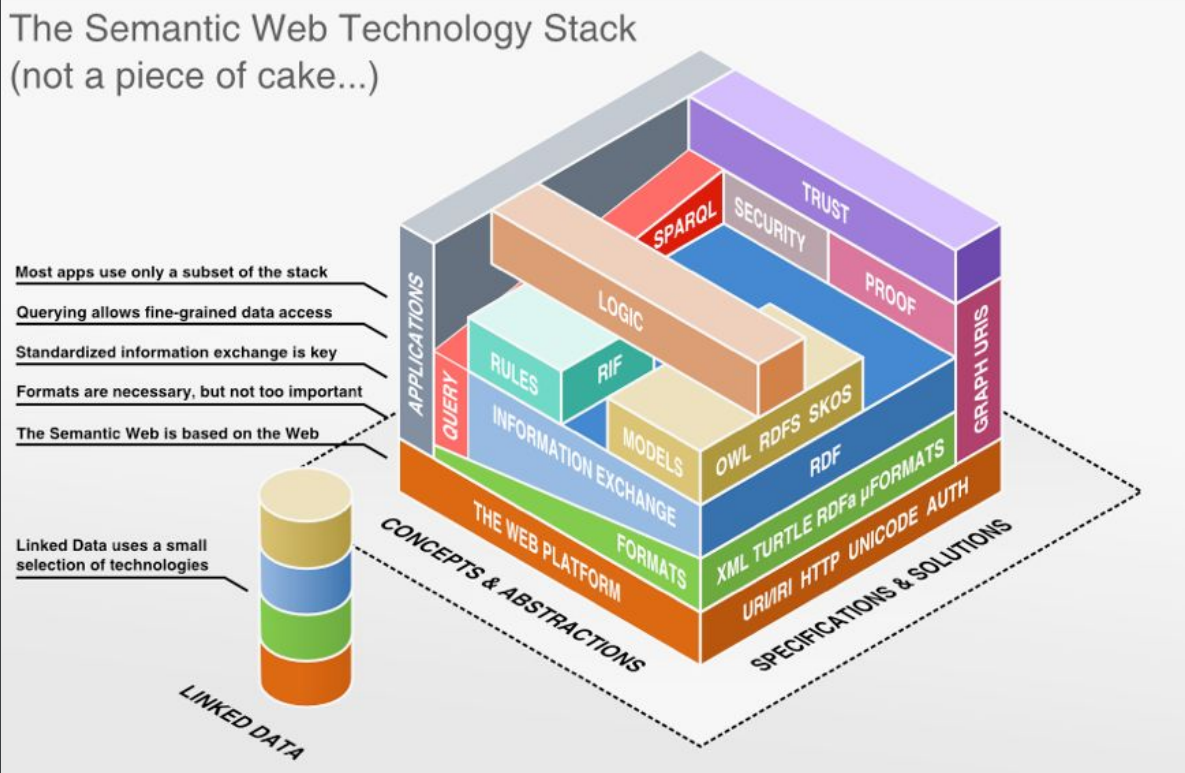 The Semantic Web Technology Stack
(not a piece of cake...)
Most apps use only a subset of the stack
Querying allows fine-grained data access
Standardized information exchange is key
Formats are necessary, but not too important
The Semantic Web is based on the Web
Linked Data uses a small
selection of technologies
LINKED DATA
APPLICATIONS
QUERY
TRUST
SPARQL
SECURITY
PROOF
LOGIC
RULES
RIF
GRAPH URIS
INFORMATION EXCHANGE
MODELS
OWL RDFS SKOS
RDF
FORMATS
XML TURTLE RDFa µFORMATS
THE WEB PLATFORM
URI/IRI HTTP UNICODE AUTH
CONCEPTS & ABSTRACTIONS
SPECIFICATIONS & SOLUTIONS